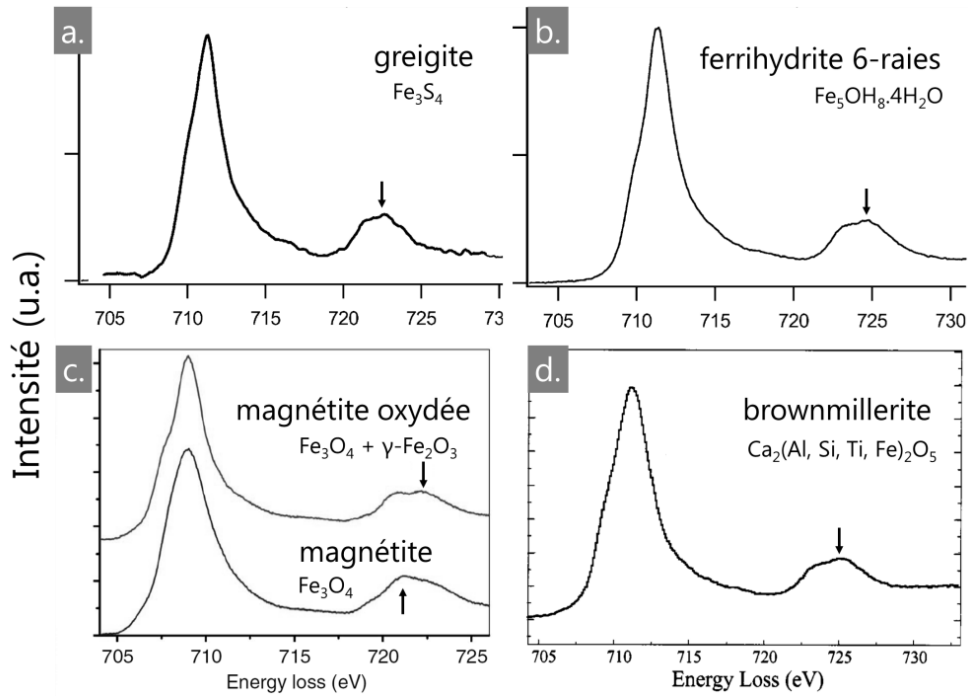 a.
greigite
Fe₃S₄
705 710 715 720 725 73
b.
ferrihydrite 6-raies
Fe₅OH₈.4H₂O
705 710 715 720 725 730
Intensité (u.a.)
c.
magnétite oxydée
Fe₃O₄ + γ-Fe₂O₃
magnétite
Fe₃O₄
705 710 715 720 725
Energy loss (eV)
d.
brownmillerite
Ca₂(Al, Si, Ti, Fe)₂O₅
705 710 715 720 725 730
Energy Loss (eV)